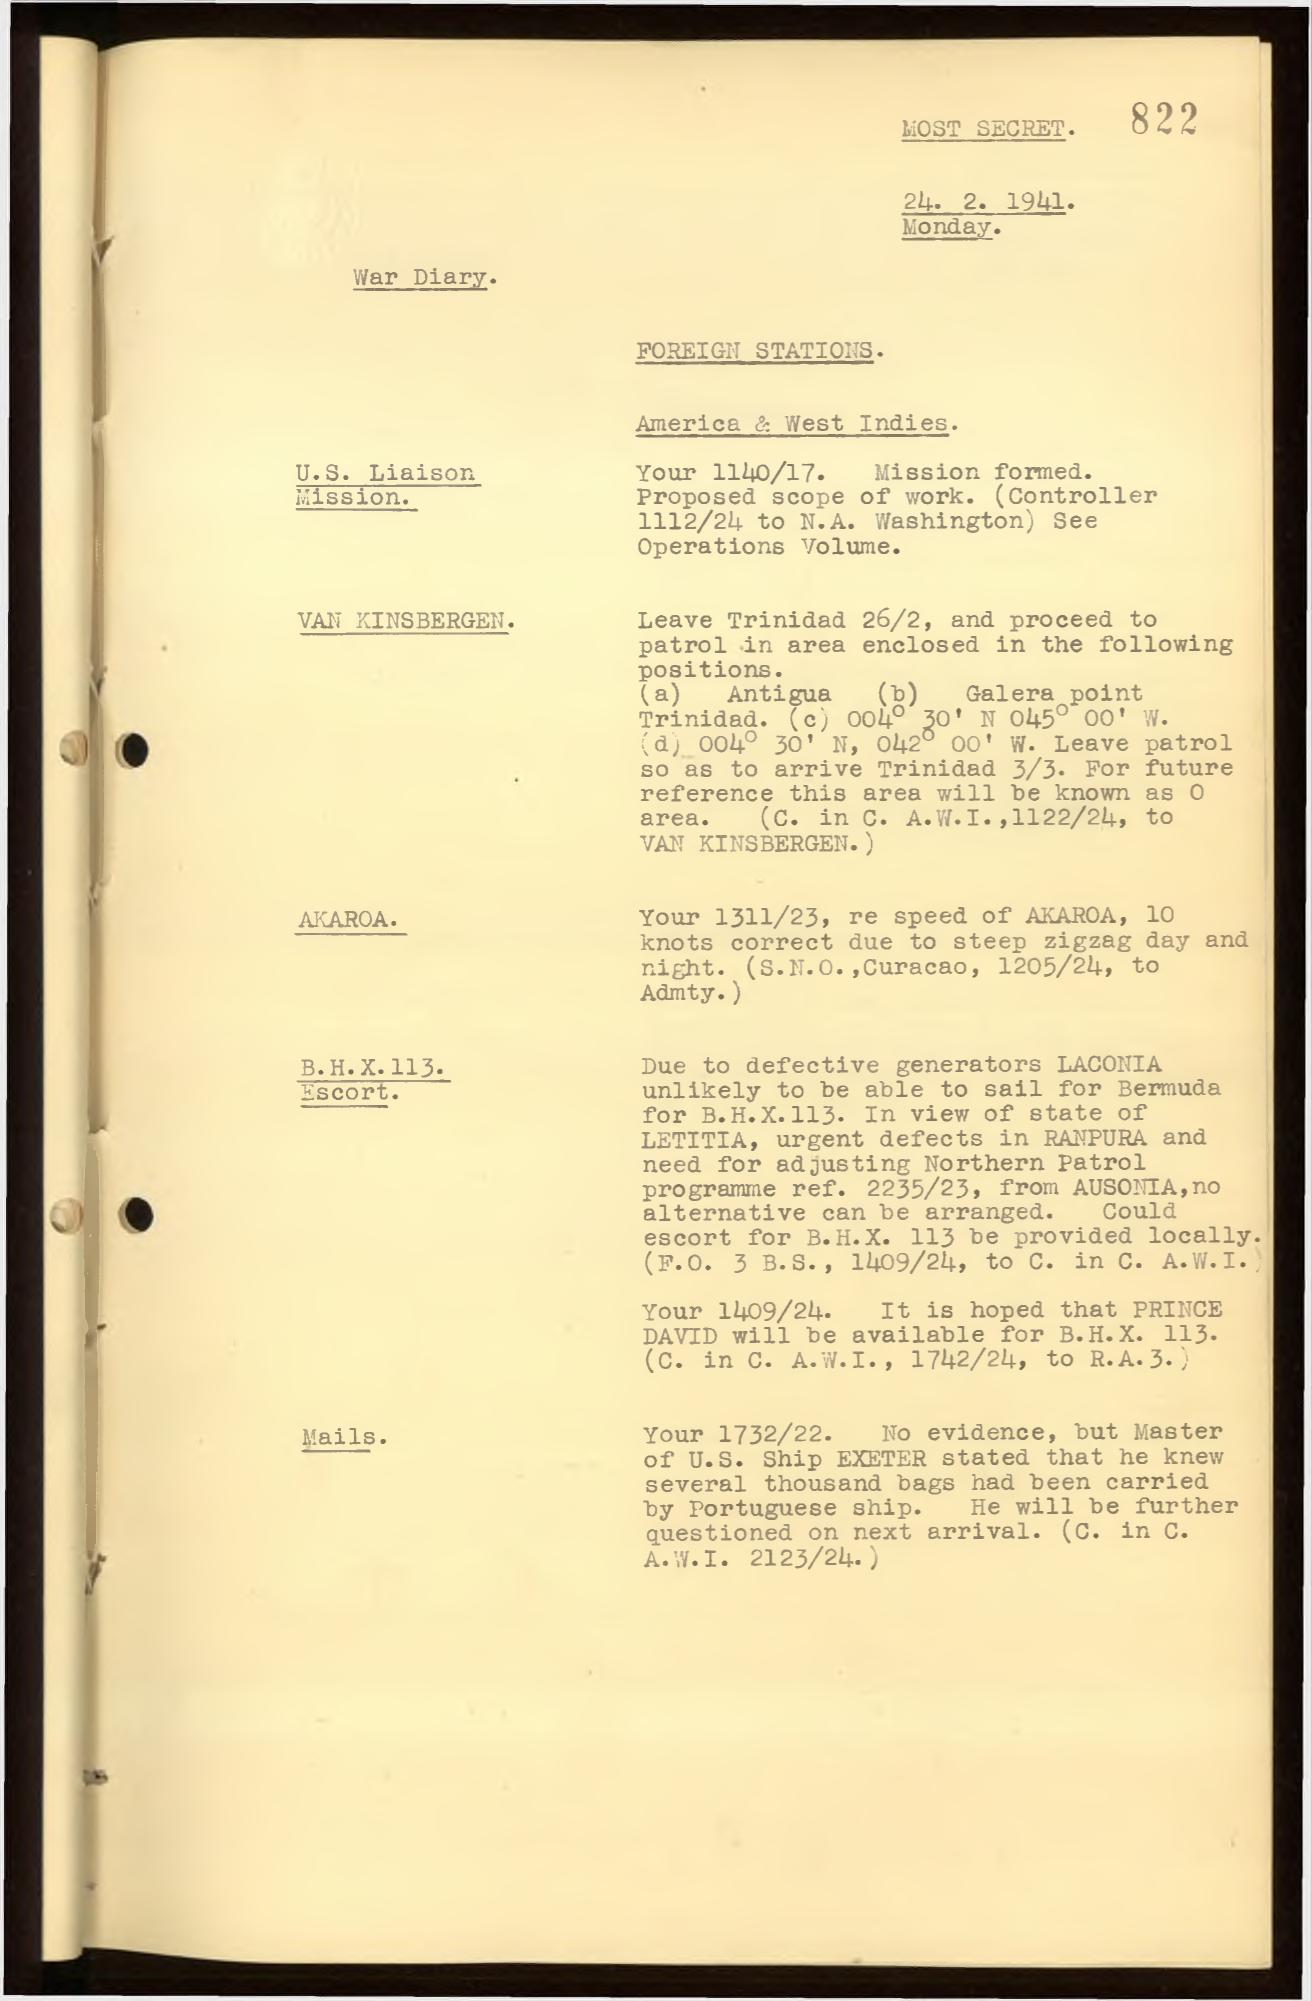 MOST SECRET. 822
24. 2. 1941.
Monday.
War Diary.
FOREIGN STATIONS.
America & West Indies.
U.S. Liaison
Mission.
Your 1140/17. Mission formed.
Proposed scope of work. (Controller
1112/24 to N.A. Washington) See
Operations Volume.
VAN KINSBERGEN.
Leave Trinidad 26/2, and proceed to
patrol in area enclosed in the following
positions.
(a) Antigua (b) Galera point
Trinidad. (c) 004° 30' N 045° 00' W.
(d) 004° 30' N, 042° 00' W. Leave patrol
so as to arrive Trinidad 3/3. For future
reference this area will be known as O
area. (C. in C. A.W.I.,1122/24, to
VAN KINSBERGEN.)
AKAROA.
Your 1311/23, re speed of AKAROA, 10
knots correct due to steep zigzag day and
night. (S.N.O.,Curacao, 1205/24, to
Admty.)
B.H.X.113.
Escort.
Due to defective generators LACONIA
unlikely to be able to sail for Bermuda
for B.H.X.113. In view of state of
LETITIA, urgent defects in RANPURA and
need for adjusting Northern Patrol
programme ref. 2235/23, from AUSONIA,no
alternative can be arranged. Could
escort for B.H.X. 113 be provided locally.
(F.O. 3 B.S., 1409/24, to C. in C. A.W.I.)
Your 1409/24. It is hoped that PRINCE
DAVID will be available for B.H.X. 113.
(C. in C. A.W.I., 1742/24, to R.A.3.)
Mails.
Your 1732/22. No evidence, but Master
of U.S. Ship EXETER stated that he knew
several thousand bags had been carried
by Portuguese ship. He will be further
questioned on next arrival. (C. in C.
A.W.I. 2123/24.)